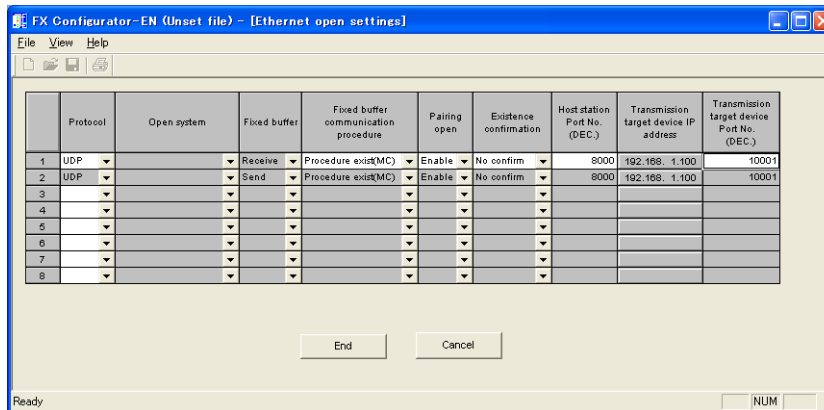 FX Configurator-EN (Unset file) - [Ethernet open settings]
File View Help
Protocol Open system Fixed buffer Fixed buffer communication procedure Pairing open Existence confirmation Host station Port No. (DEC.) Transmission target device IP address Transmission target device Port No. (DEC.)
1 UDP Receive Procedure exist(MC) Enable No confirm 8000 192.168. 1.100 10001
2 UDP Send Procedure exist(MC) Enable No confirm 8000 192.168. 1.100 10001
3
4
5
6
7
8
End Cancel
Ready NUM